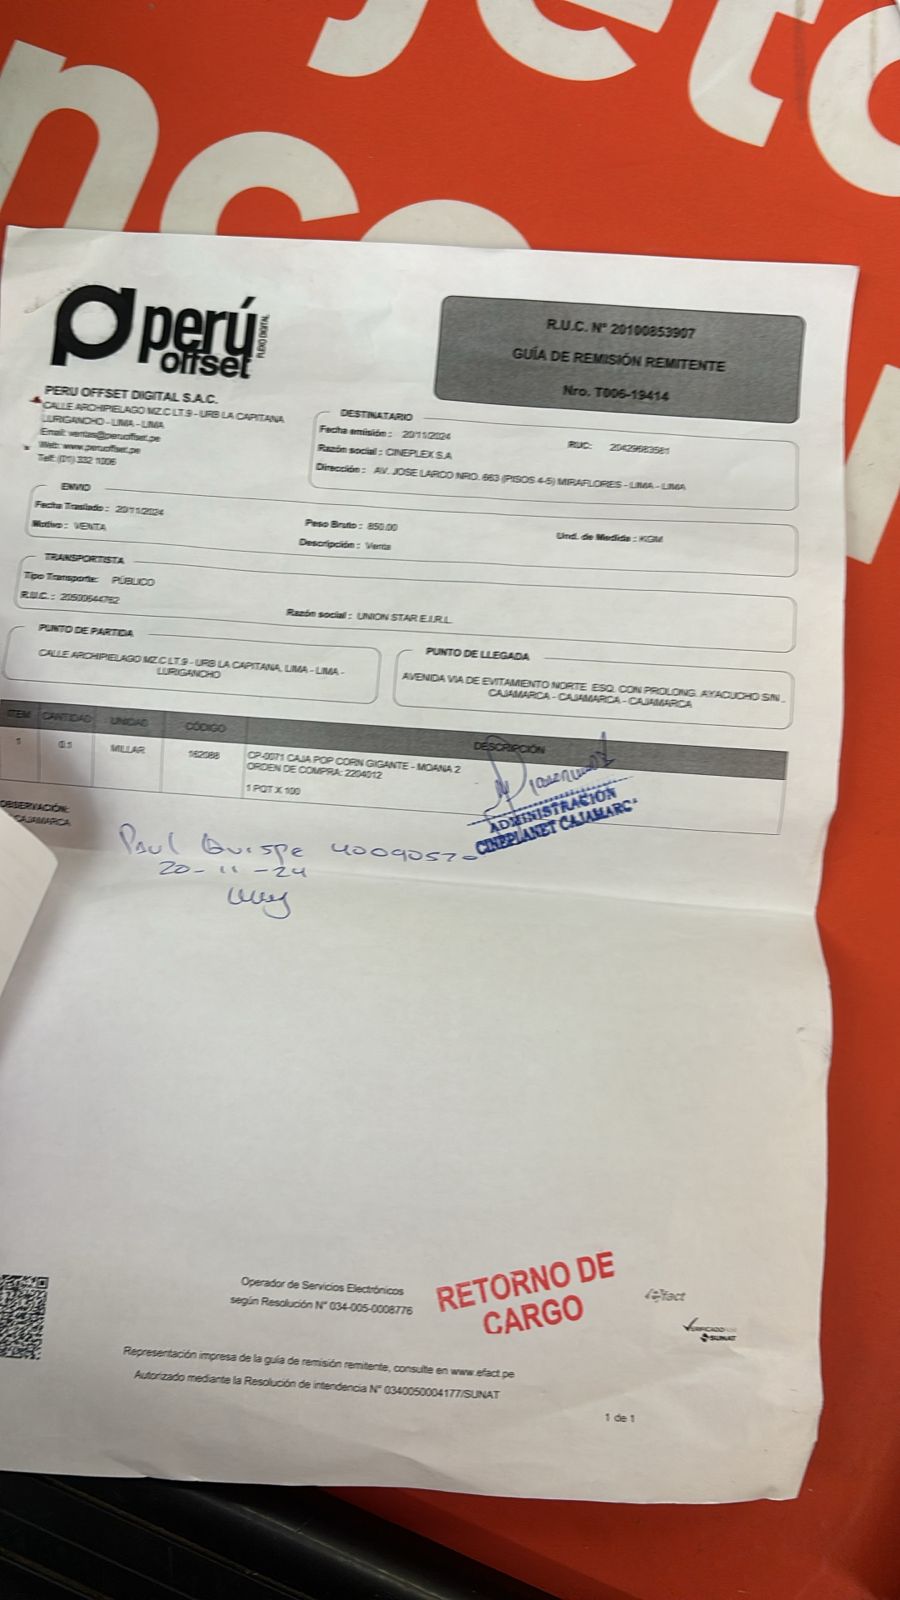 perú
offset
PLEXO DIGITAL
R.U.C. N° 20100853907
GUÍA DE REMISIÓN REMITENTE
Nro. T006-19414
PERU OFFSET DIGITAL S.A.C.
CALLE ARCHIPIELAGO MZ.C LT.9 - URB LA CAPITANA
LURIGANCHO - LIMA - LIMA
Email: ventas@peruoffset.pe
Web: www.peruoffset.pe
Telf: (01) 332 1006
DESTINATARIO
Fecha emisión : 20/11/2024
RUC: 20429683581
Razón social : CINEPLEX S.A
Dirección : AV. JOSE LARCO NRO. 663 (PISOS 4-5) MIRAFLORES - LIMA - LIMA
ENVIO
Fecha Traslado : 20/11/2024
Peso Bruto : 850.00
Und. de Medida : KGM
Motivo : VENTA
Descripción : Venta
TRANSPORTISTA
Tipo Transporte: PÚBLICO
R.U.C. : 20500644762
Razón social : UNION STAR E.I.R.L.
PUNTO DE PARTIDA
CALLE ARCHIPIELAGO MZ.C LT.9 - URB LA CAPITANA, LIMA - LIMA -
LURIGANCHO
PUNTO DE LLEGADA
AVENIDA VIA DE EVITAMIENTO NORTE ESQ. CON PROLONG. AYACUCHO S/N ,
CAJAMARCA - CAJAMARCA - CAJAMARCA
ITEM CANTIDAD UNIDAD CÓDIGO DESCRIPCIÓN
1 0.1 MILLAR 162088 CP-0071 CAJA POP CORN GIGANTE - MOANA 2
ORDEN DE COMPRA: 2204012
1 PQT X 100
ADMINISTRACIÓN
CINEPLANET CAJAMARC
OBSERVACIÓN:
CAJAMARCA
Paul Quispe 40090570
20-11-24
RETORNO DE
CARGO
Operador de Servicios Electrónicos
según Resolución N° 034-005-0008776
efact
VERIFICADO
SUNAT
Representación impresa de la guía de remisión remitente, consulte en www.efact.pe
Autorizado mediante la Resolución de intendencia N° 0340050004177/SUNAT
1 de 1